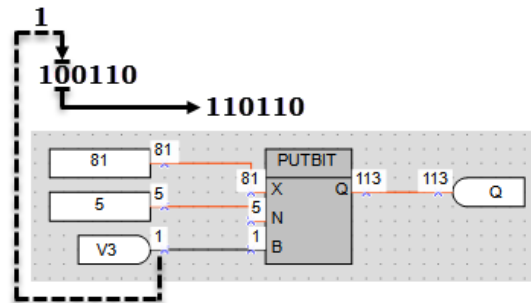 1
100110
110110
81 81 PUTBIT
81 X Q 113 113 Q
5 5 5 N
V3 1 1 B